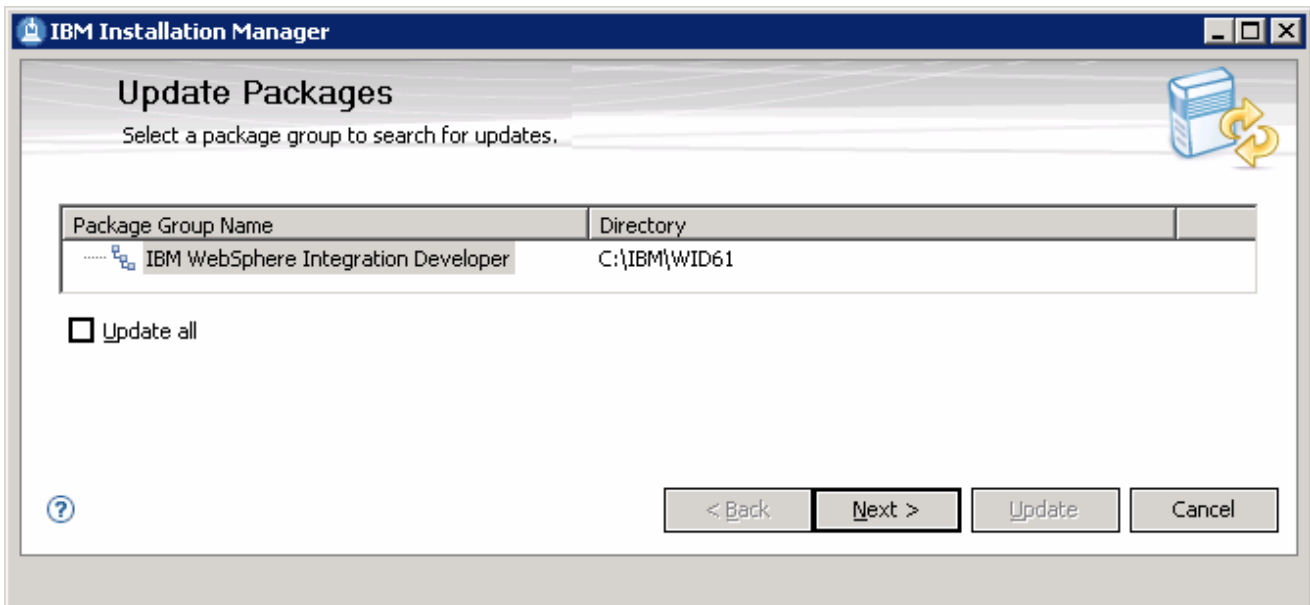 IBM Installation Manager
Update Packages
Select a package group to search for updates.
Package Group Name Directory
IBM WebSphere Integration Developer C:\IBM\WID61
Update all
? < Back Next > Update Cancel